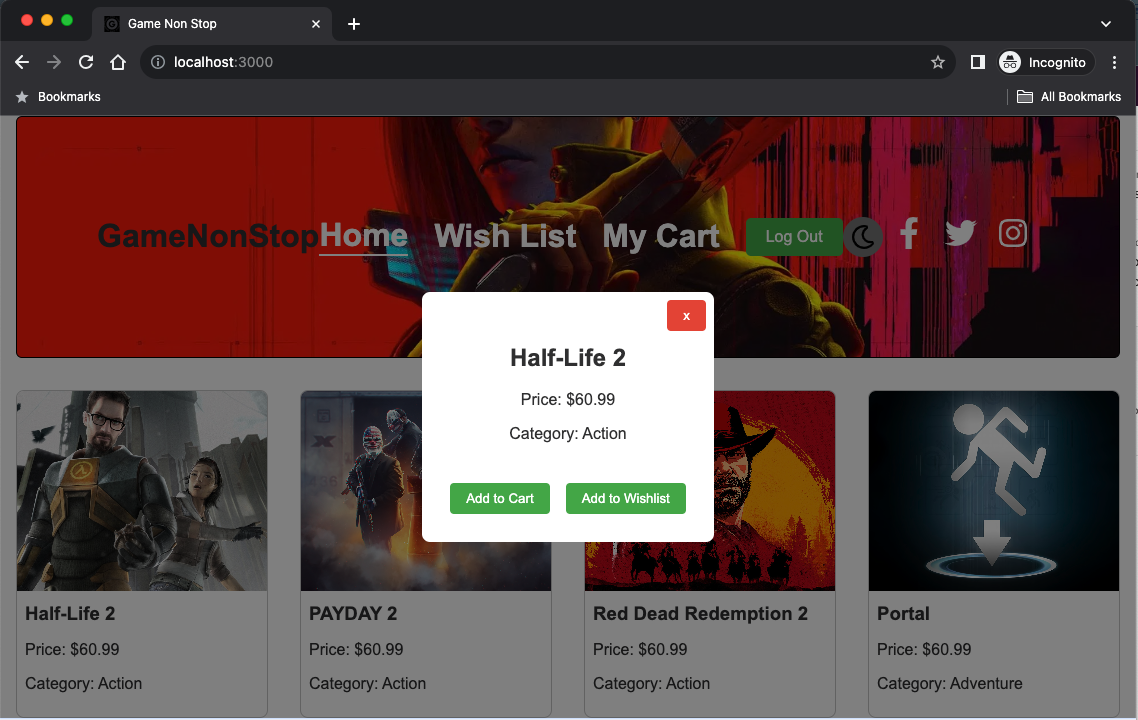 Game Non Stop
localhost:3000
Incognito
Bookmarks
All Bookmarks
GameNonStop Home Wish List My Cart Log Out
x
Half-Life 2
Price: $60.99
Category: Action
Add to Cart Add to Wishlist
Half-Life 2
Price: $60.99
Category: Action
PAYDAY 2
Price: $60.99
Category: Action
Red Dead Redemption 2
Price: $60.99
Category: Action
Portal
Price: $60.99
Category: Adventure